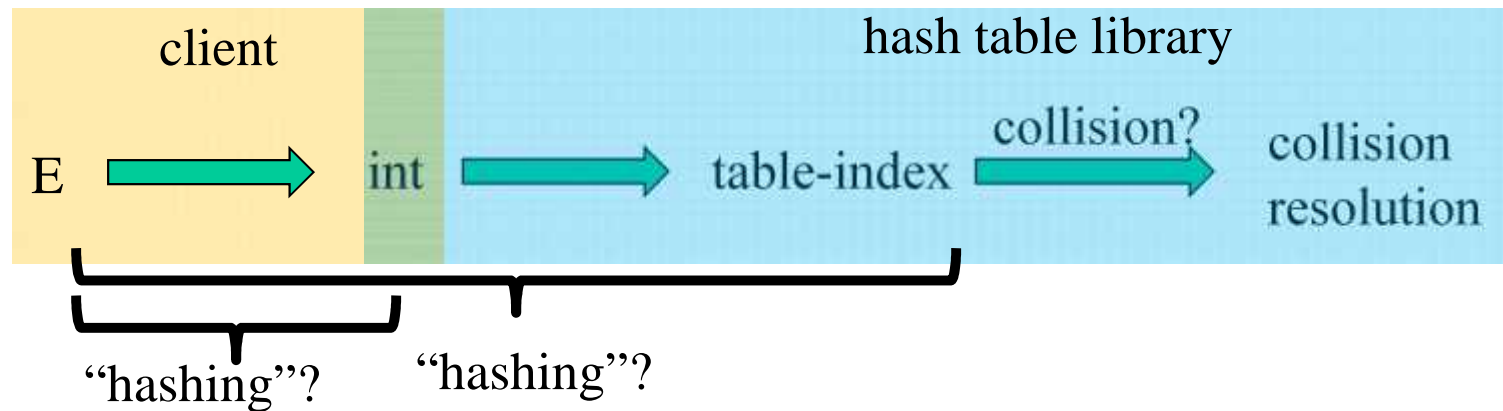 client
hash table library
E
int
table-index
collision?
collision
resolution
“hashing”?
“hashing”?